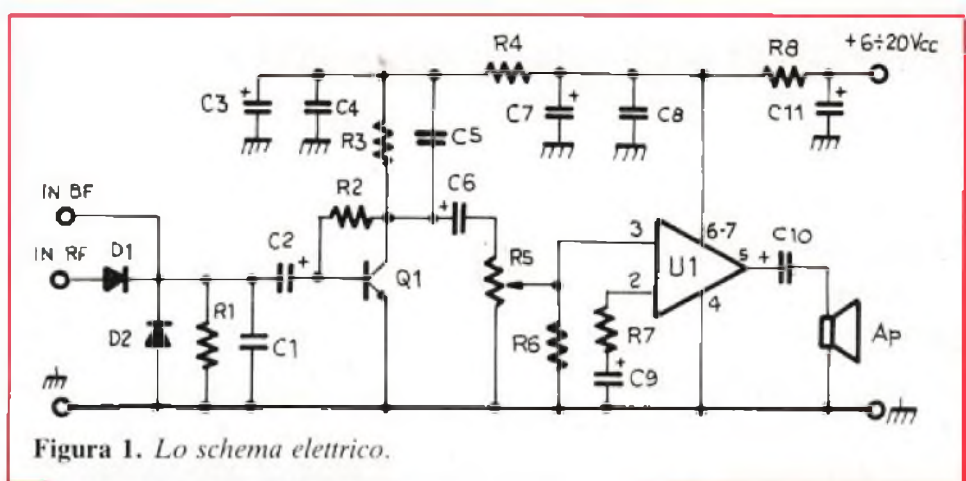 R4
R8
+6÷20Vcc
C3
+
C4
R3
C5
C7
+
C8
C11
+
IN BF
R2
C6
+
IN RF
D1
C2
+
Q1
R5
3
6-7
U1
5
C10
+
2
4
D2
R1
C1
R6
R7
C9
+
Ap
Figura 1. Lo schema elettrico.